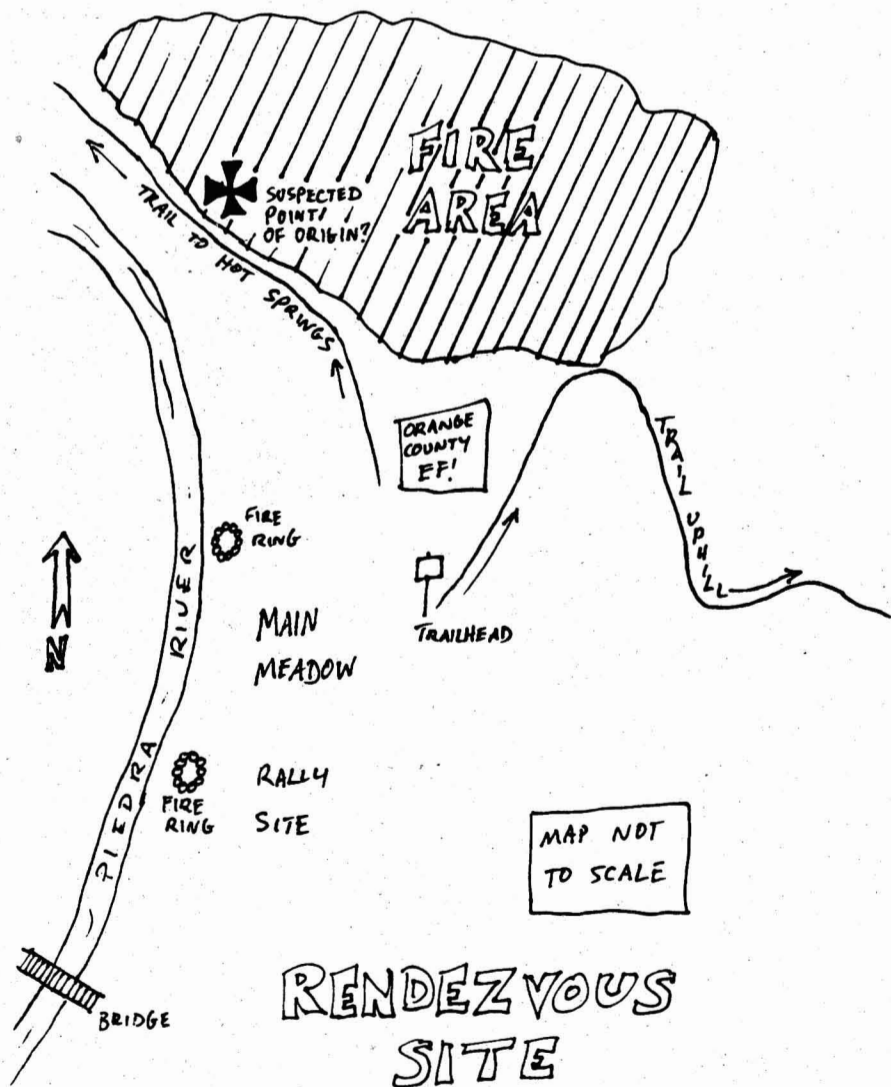 FIRE
AREA
SUSPECTED
POINT/
OF ORIGIN?
TRAIL TO HOT SPRINGS
ORANGE
COUNTY
EF!
TRAIL UPHILL
FIRE
RING
N
PIEDRA RIVER
MAIN
MEADOW
TRAILHEAD
FIRE
RING
RALLY
SITE
MAP NOT
TO SCALE
BRIDGE
RENDEZVOUS
SITE